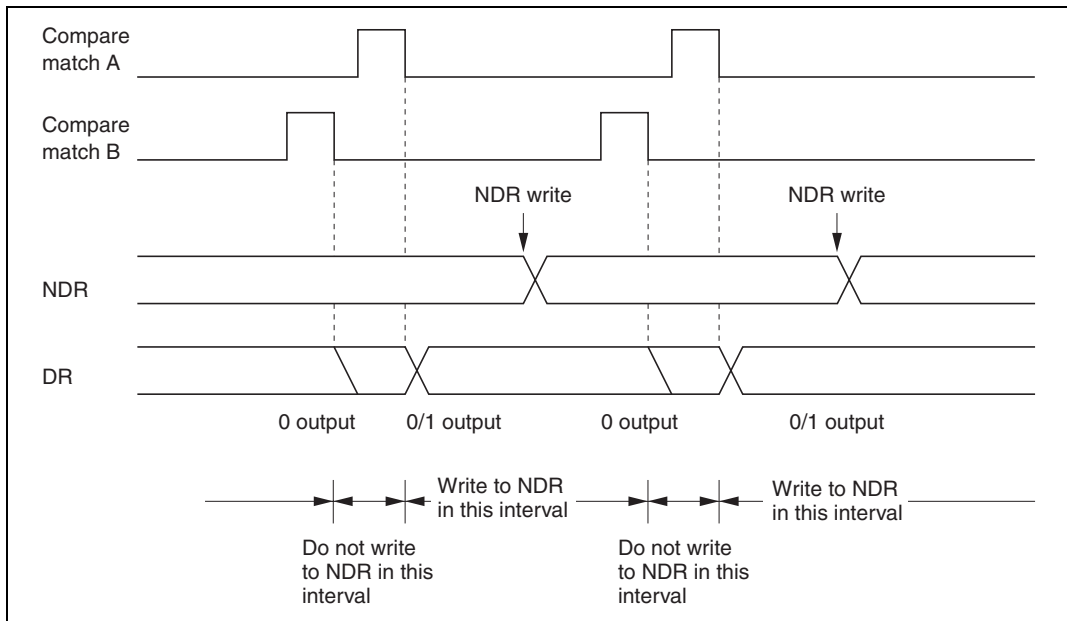 Compare
match A
Compare
match B
NDR write
NDR write
NDR
DR
0 output
0/1 output
0 output
0/1 output
Write to NDR
in this interval
Write to NDR
in this interval
Do not write
to NDR in this
interval
Do not write
to NDR in this
interval